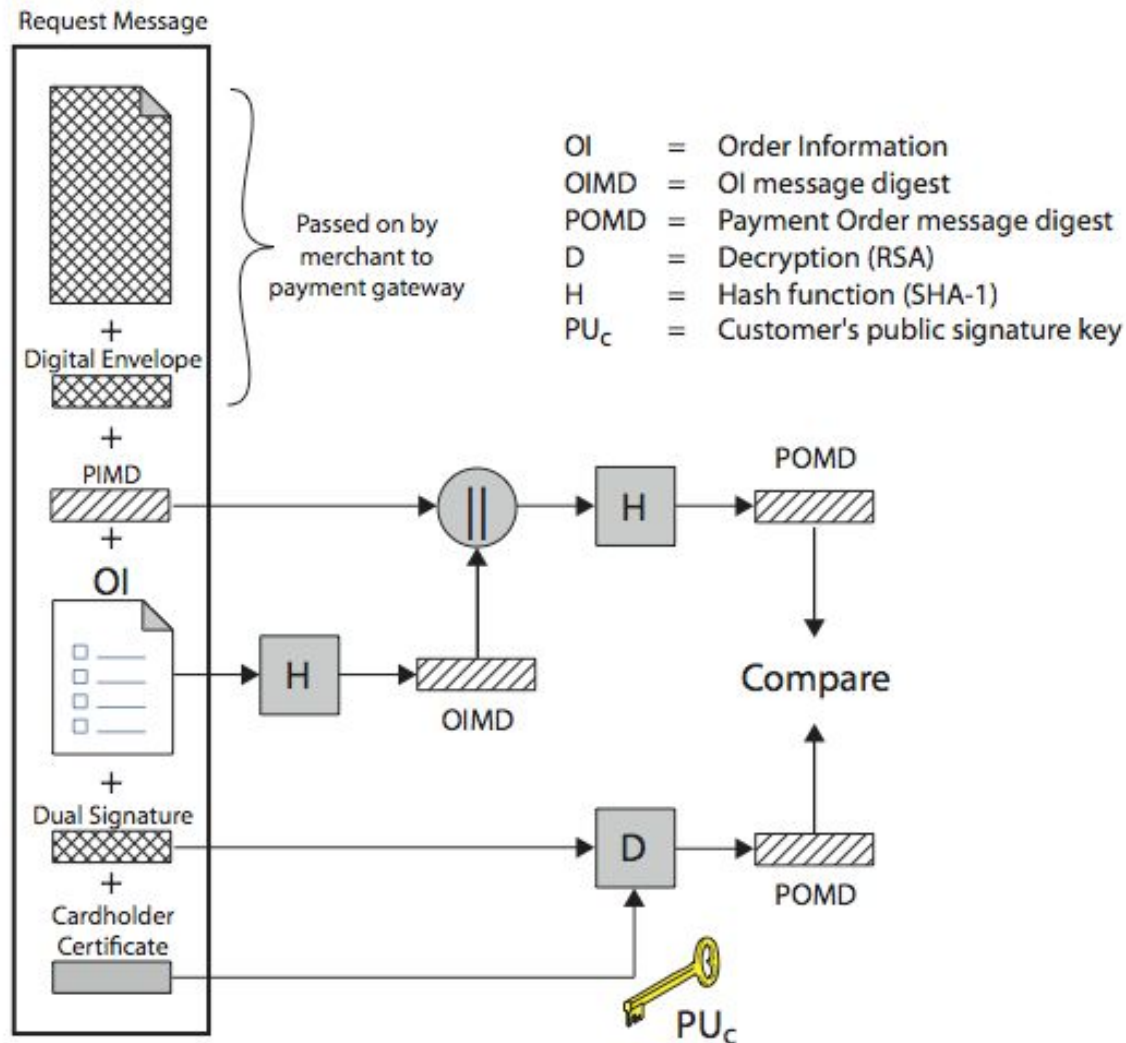 Request Message
Passed on by
merchant to
payment gateway
OI = Order Information
OIMD = OI message digest
POMD = Payment Order message digest
D = Decryption (RSA)
H = Hash function (SHA-1)
PUc = Customer's public signature key
+
Digital Envelope
+
PIMD
+
OI
||
H
POMD
H
OIMD
Compare
+
Dual Signature
+
D
POMD
Cardholder
Certificate
PUc